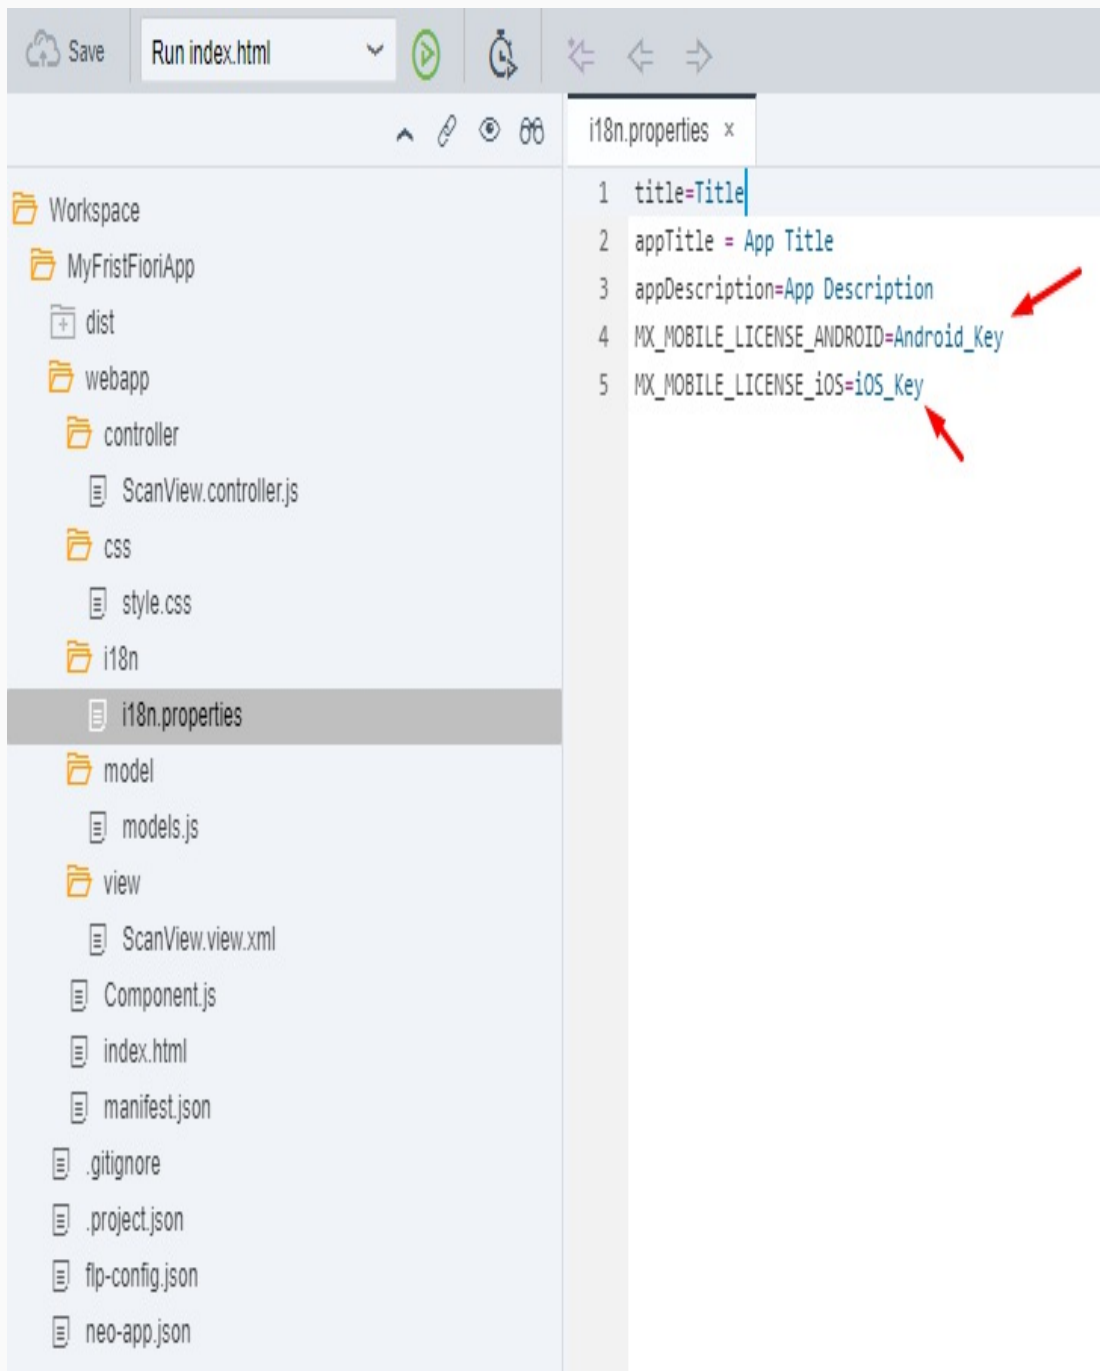 Save
Run index.html
i18n.properties ×
Workspace
MyFristFioriApp
dist
webapp
controller
ScanView.controller.js
css
style.css
i18n
i18n.properties
model
models.js
view
ScanView.view.xml
Component.js
index.html
manifest.json
.gitignore
.project.json
flp-config.json
neo-app.json
1 title=Title
2 appTitle = App Title
3 appDescription=App Description
4 MX_MOBILE_LICENSE_ANDROID=Android_Key
5 MX_MOBILE_LICENSE_iOS=iOS_Key